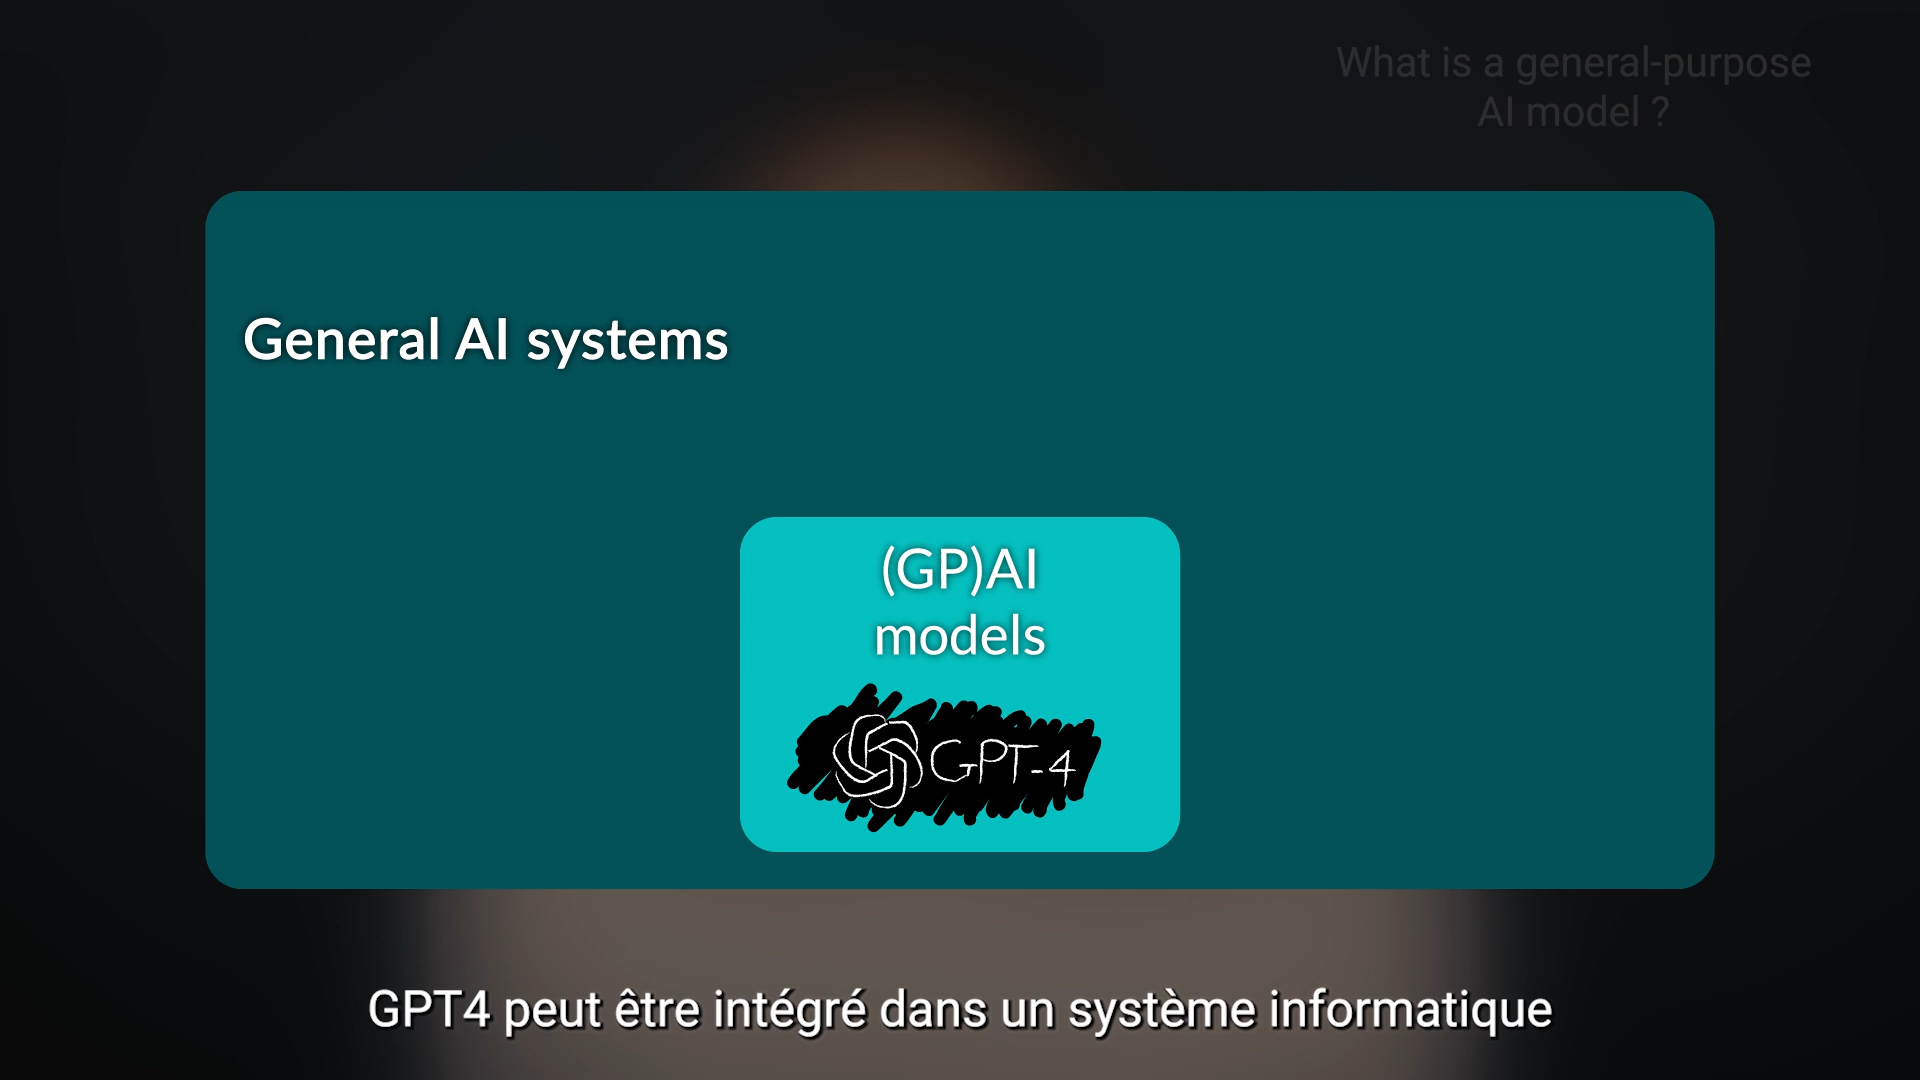 What is a general-purpose
AI model ?
General AI systems
(GP)AI
models
GPT-4
GPT4 peut être intégré dans un système informatique